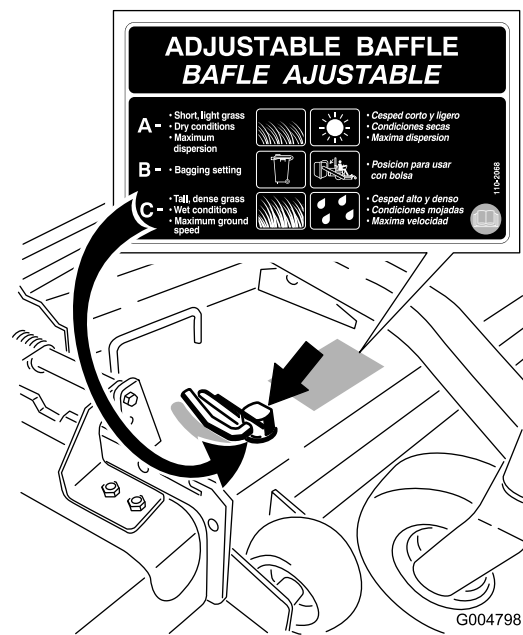 ADJUSTABLE BAFFLE
BAFLE AJUSTABLE
A- • Short, light grass
• Dry conditions
• Maximum
dispersion
• Cesped corto y ligero
• Condiciones secas
• Maxima dispersion
B - • Bagging setting
• Posicion para usar
con bolsa
C- • Tall, dense grass
• Wet conditions
• Maximum ground
speed
• Cesped alto y denso
• Condiciones mojadas
• Maxima velocidad
110-2068
G004798